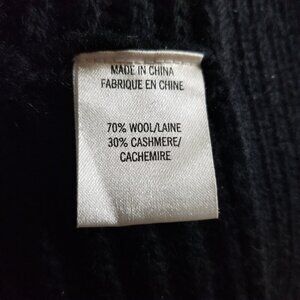 MADE IN CHINA
FABRIQUE EN CHINE
70% WOOL/LAINE
30% CASHMERE/
CACHEMIRE